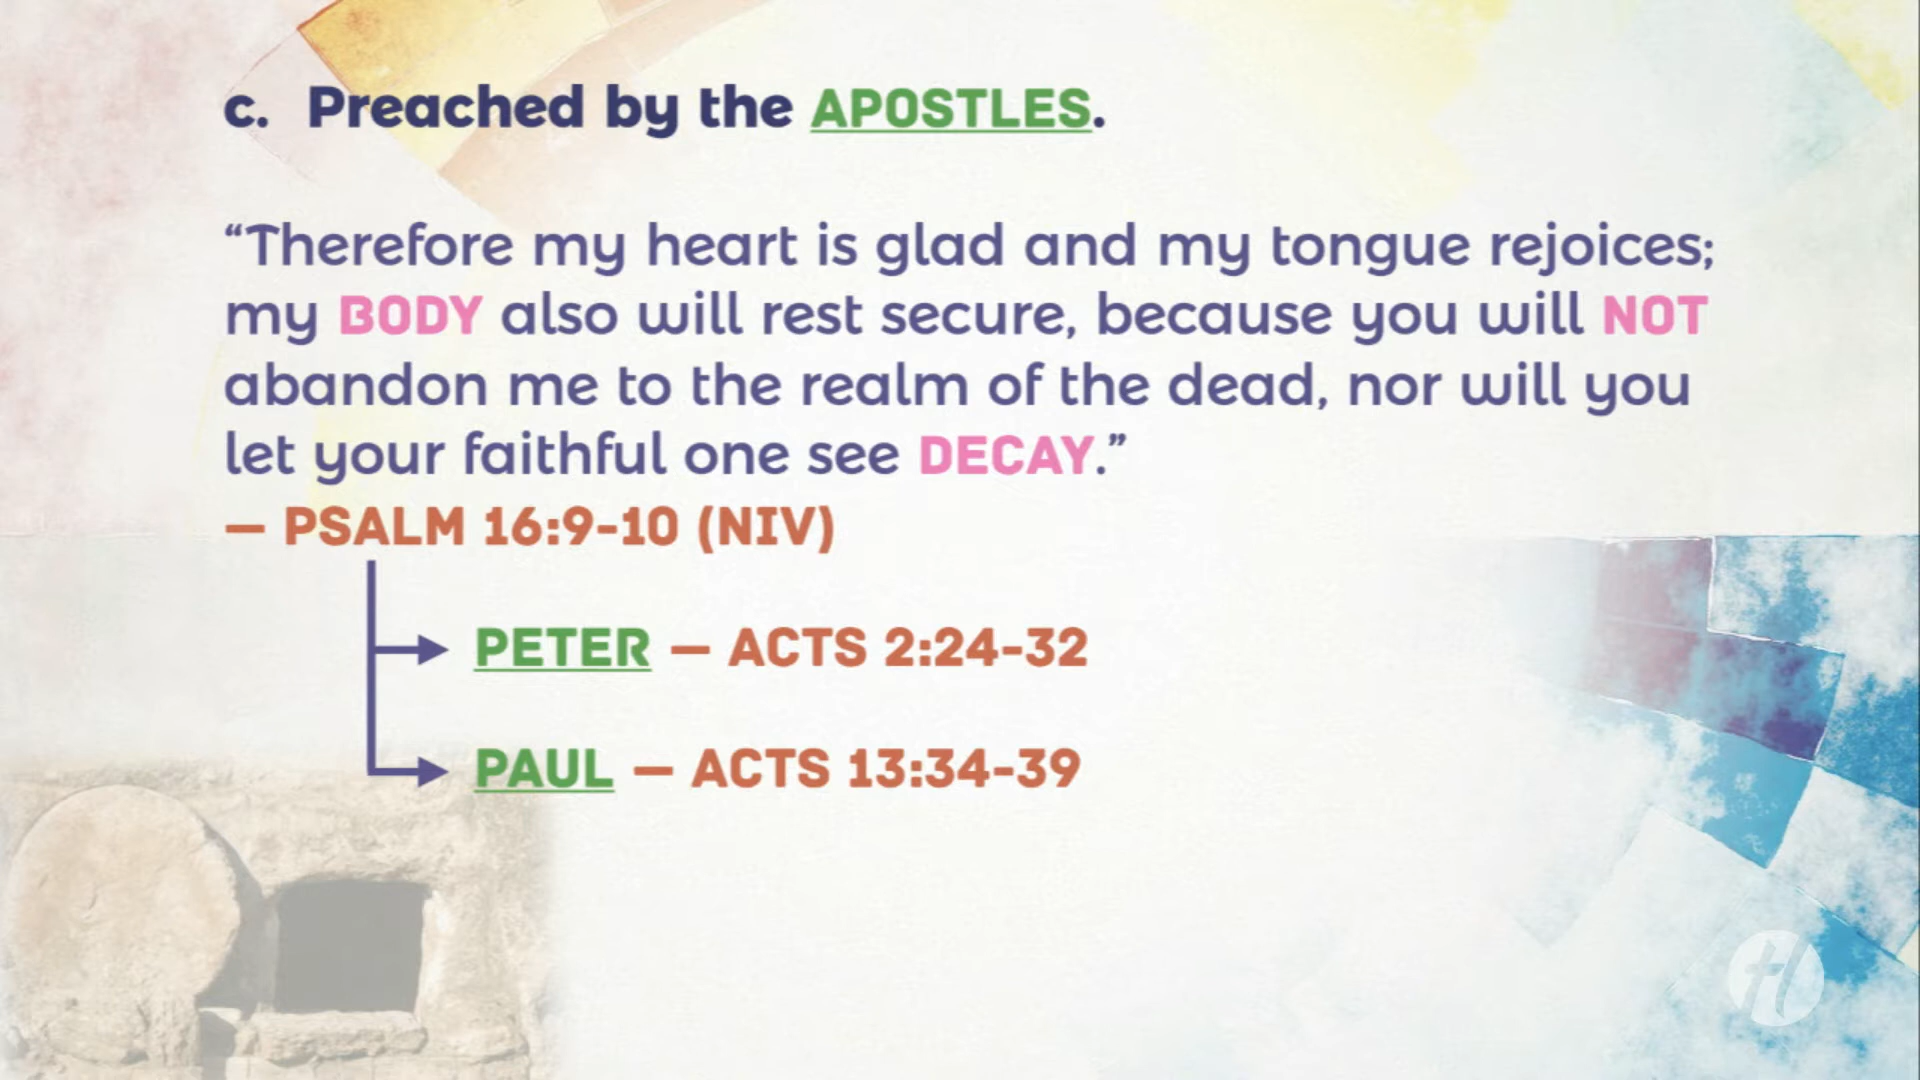 c. Preached by the APOSTLES.
“Therefore my heart is glad and my tongue rejoices;
my BODY also will rest secure, because you will NOT
abandon me to the realm of the dead, nor will you
let your faithful one see DECAY.”
— PSALM 16:9-10 (NIV)
PETER — ACTS 2:24-32
PAUL — ACTS 13:34-39